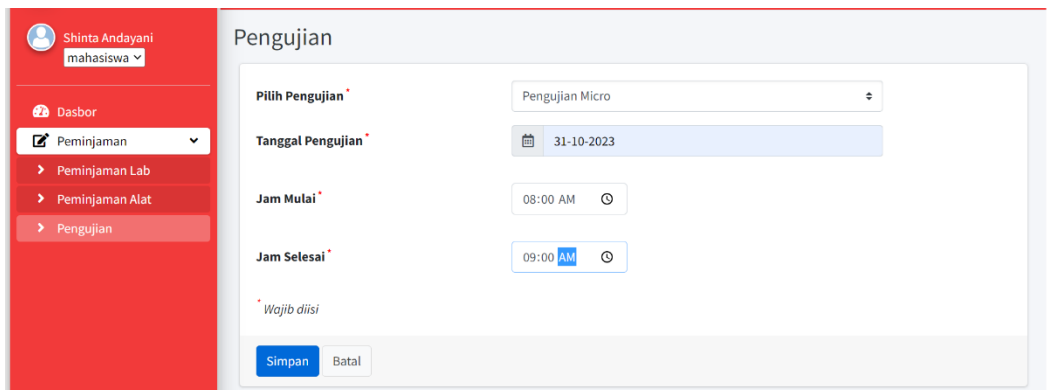 Shinta Andayani
mahasiswa
Dasbor
Peminjaman
Peminjaman Lab
Peminjaman Alat
Pengujian
Pengujian
Pilih Pengujian *
Pengujian Micro
Tanggal Pengujian *
31-10-2023
Jam Mulai *
08:00 AM
Jam Selesai *
09:00 AM
* Wajib diisi
Simpan Batal